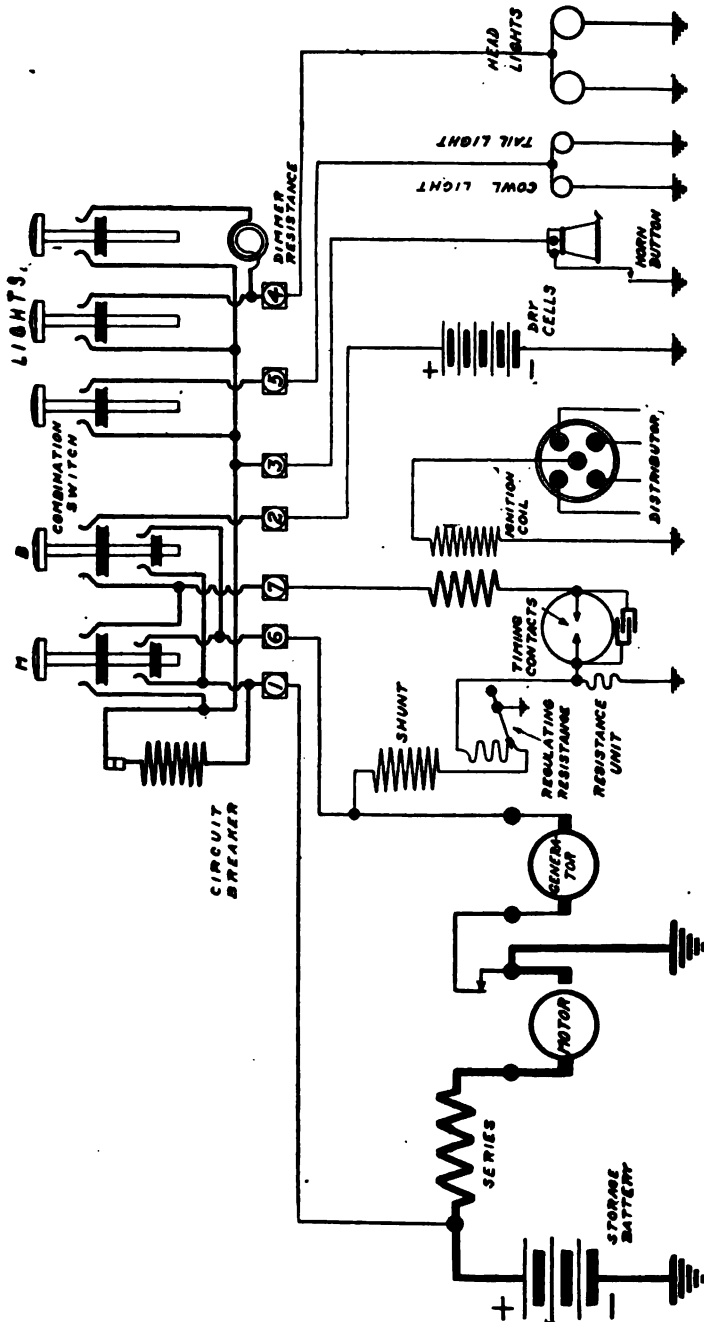 LIGHTS.
B
M
COMBINATION
SWITCH
DIMMER
RESISTANCE
CIRCUIT
BREAKER
4
5
3
2
7
6
1
HEAD
LIGHTS
TAIL LIGHT
COWL LIGHT
HORN
BUTTON
DRY
CELLS
+
−
IGNITION
COIL
DISTRIBUTOR
TIMING
CONTACTS
SHUNT
REGULATING
RESISTANCE
RESISTANCE
UNIT
GENERA
TOR
MOTOR
SERIES
STORAGE
BATTERY
+
−